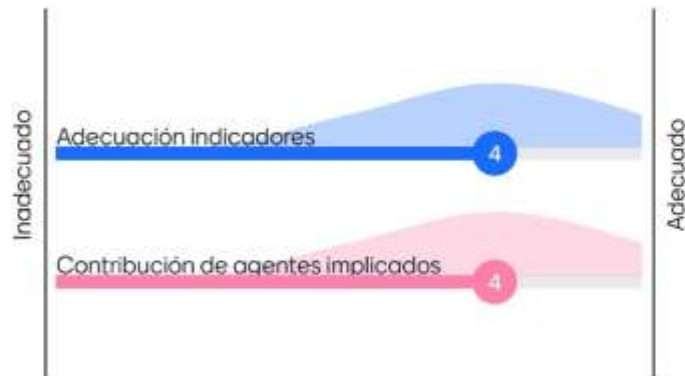 Inadecuado
Adecuación indicadores
4
Contribución de agentes implicados
4
Adecuado